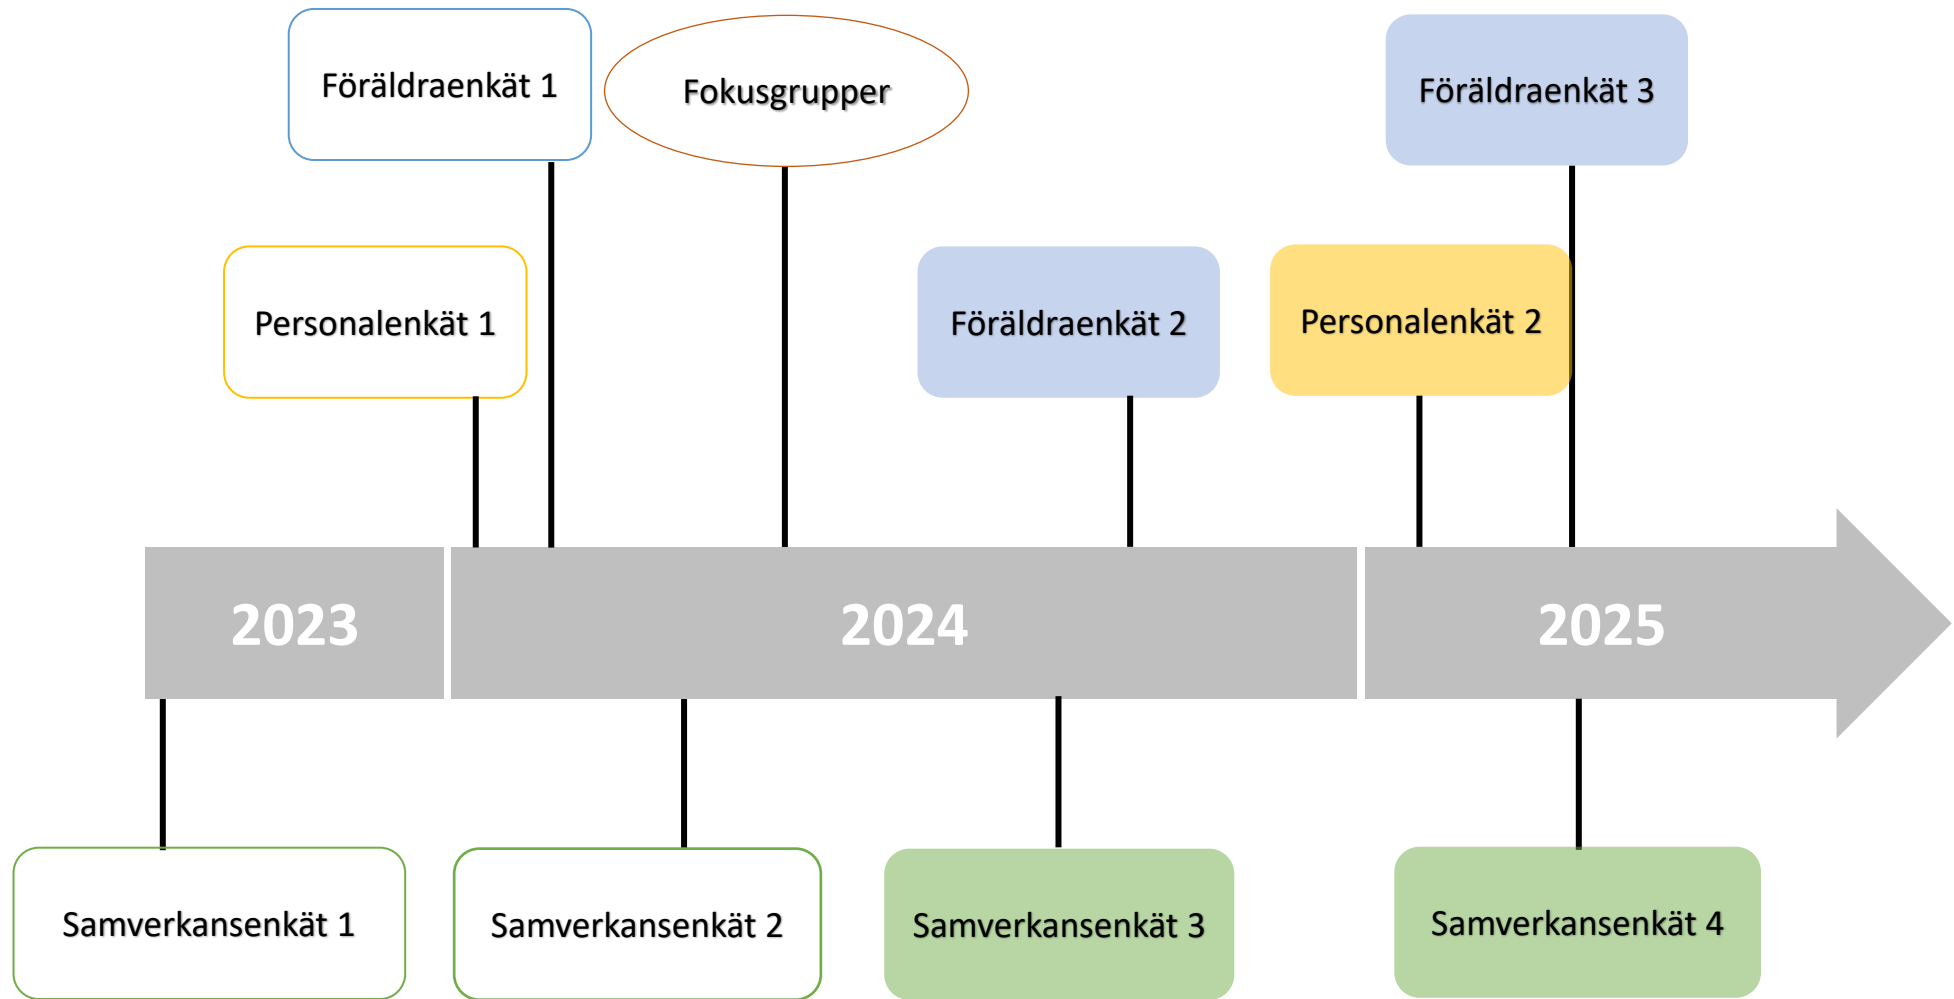 Föräldraenkät 1
Fokusgrupper
Föräldraenkät 3
Personalenkät 1
Föräldraenkät 2
Personalenkät 2
2023
2024
2025
Samverkansenkät 1
Samverkansenkät 2
Samverkansenkät 3
Samverkansenkät 4